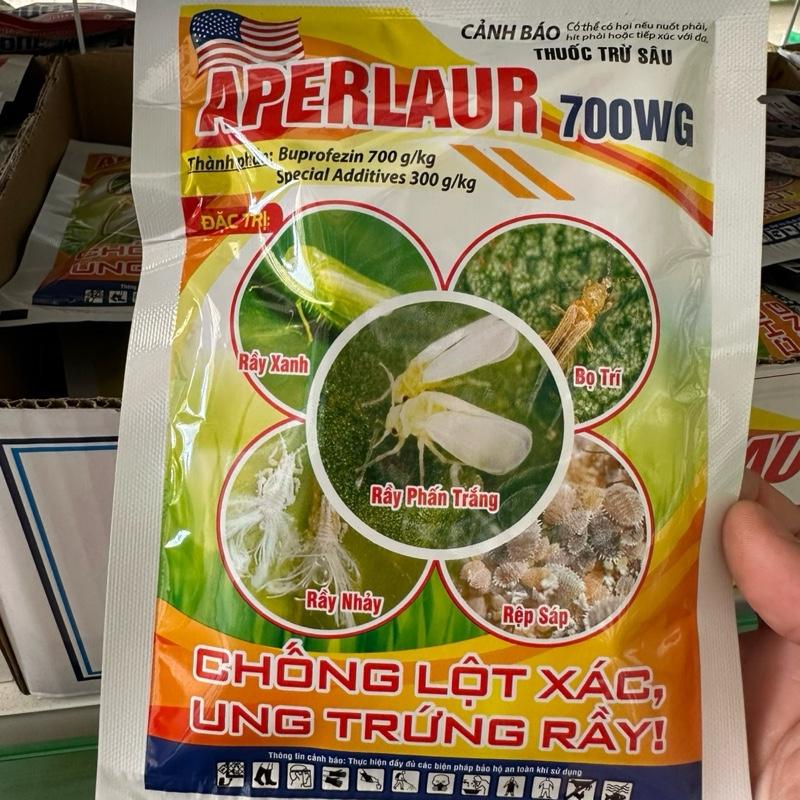 CẢNH BÁO Có thể có hại nếu nuốt phải,
hít phải hoặc tiếp xúc với da,
THUỐC TRỪ SÂU
APERLAUR 700WG
Thành phần: Buprofezin 700 g/kg
Special Additives 300 g/kg
ĐẶC TRỊ:
Rầy Xanh
Bọ Trĩ
Rầy Phấn Trắng
Rầy Nhảy
Rệp Sáp
CHỐNG LỘT XÁC,
UNG TRỨNG RẦY!
Thông tin cảnh báo: Thực hiện đầy đủ các biện pháp bảo hộ an toàn khi sử dụng